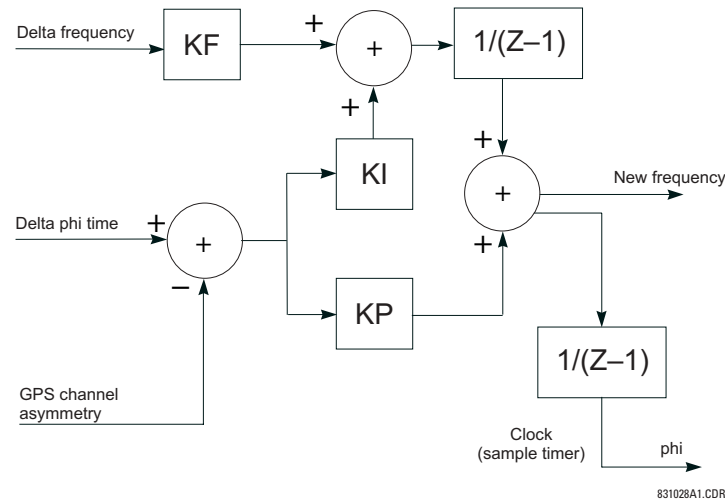 Delta frequency
KF
+
+
1/(Z–1)
+
+
KI
New frequency
+
Delta phi time
+
+
+
–
KP
1/(Z–1)
GPS channel
asymmetry
Clock
(sample timer)
phi
831028A1.CDR